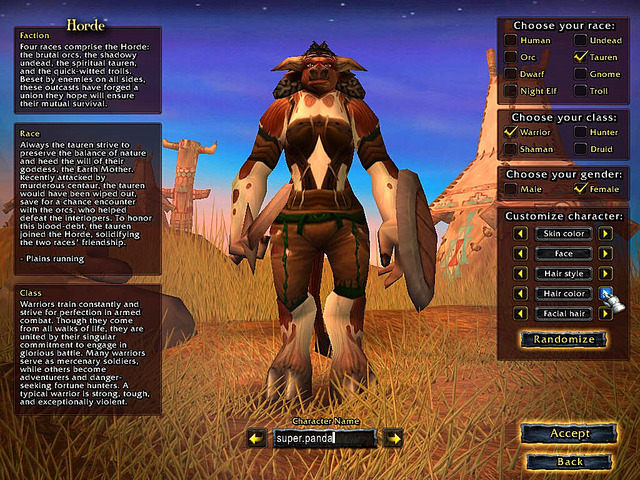 Horde
Faction
Four races comprise the Horde:
the brutal orcs, the shadowy
undead, the spiritual tauren,
and the quick-witted trolls.
Beset by enemies on all sides,
these outcasts have forged a
union they hope will ensure
their mutual survival.
Race
Always the tauren strive to
preserve the balance of nature
and heed the will of their
goddess, the Earth Mother.
Recently attacked by
murderous centaur, the tauren
would have been wiped out,
save for a chance encounter
with the orcs, who helped
defeat the interlopers. To honor
this blood-debt, the tauren
joined the Horde, solidifying
the two races' friendship.
- Plains running
Class
Warriors train constantly and
strive for perfection in armed
combat. Though they come
from all walks of life, they are
united by their singular
commitment to engage in
glorious battle. Many warriors
serve as mercenary soldiers,
while others become
adventurers and danger-
seeking fortune hunters. A
typical warrior is strong, tough,
and exceptionally violent.
Character Name
super.panda
Choose your race:
Human Undead
Orc Tauren
Dwarf Gnome
Night Elf Troll
Choose your class:
Warrior Hunter
Shaman Druid
Choose your gender:
Male Female
Customize character:
Skin color
Face
Hair style
Hair color
Facial hair
Randomize
Accept
Back